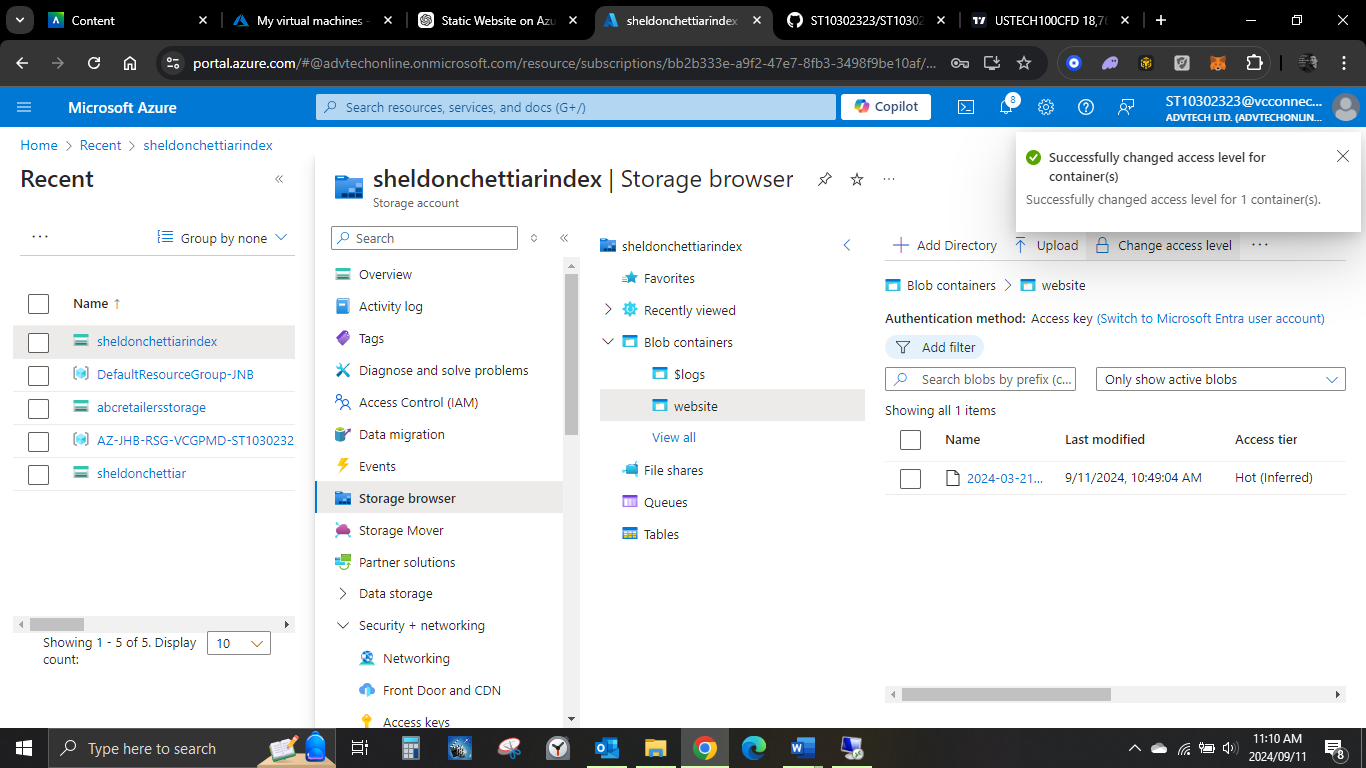 Content
My virtual machines -
Static Website on Azu
sheldonchettiarindex
ST10302323/ST10302
USTECH100CFD 18,76
portal.azure.com/#@advtechonline.onmicrosoft.com/resource/subscriptions/bb2b333e-a9f2-47e7-8fb3-3498f9be10af/...
Microsoft Azure
Search resources, services, and docs (G+/)
Copilot
8
ST10302323@vcconnec...
ADVTECH LTD. (ADVTECHONLIN...
Home > Recent > sheldonchettiarindex
Successfully changed access level for
container(s)
Successfully changed access level for 1 container(s).
Recent
Group by none
Name ↑
sheldonchettiarindex
DefaultResourceGroup-JNB
abcretailersstorage
AZ-JHB-RSG-VCGPMD-ST1030232
sheldonchettiar
Showing 1 - 5 of 5. Display
count:
10
sheldonchettiarindex | Storage browser
...
Storage account
Search
Overview
Activity log
Tags
Diagnose and solve problems
Access Control (IAM)
Data migration
Events
Storage browser
Storage Mover
Partner solutions
Data storage
Security + networking
Networking
Front Door and CDN
Access keys
sheldonchettiarindex
Favorites
Recently viewed
Blob containers
$logs
website
View all
File shares
Queues
Tables
Add Directory
Upload
Change access level
...
Blob containers > website
Authentication method: Access key (Switch to Microsoft Entra user account)
Add filter
Search blobs by prefix (c...
Only show active blobs
Showing all 1 items
Name
Last modified
Access tier
2024-03-21...
9/11/2024, 10:49:04 AM
Hot (Inferred)
Type here to search
11:10 AM
2024/09/11
8